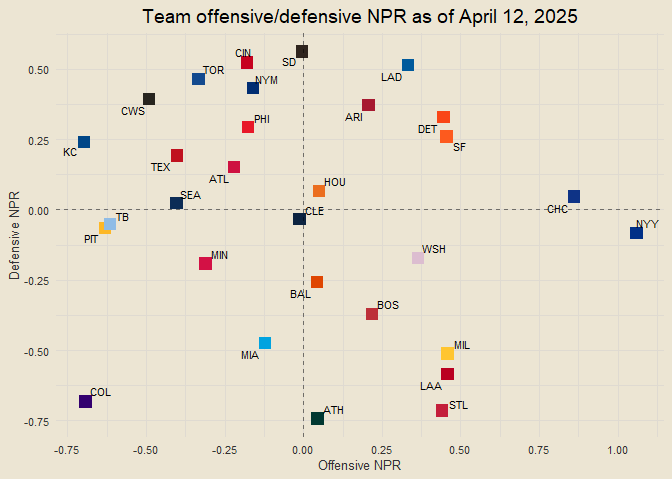 Team offensive/defensive NPR as of April 12, 2025
CIN
SD
TOR
NYM
LAD
0.50
CWS
ARI
PHI
DET
SF
0.25
KC
TEX
ATL
HOU
SEA
CHC
0.00
TB
CLE
NYY
PIT
WSH
MIN
-0.25
BAL
BOS
MIA
MIL
-0.50
LAA
COL
STL
ATH
-0.75
Defensive NPR
-0.75
-0.50
-0.25
0.00
0.25
0.50
0.75
1.00
Offensive NPR